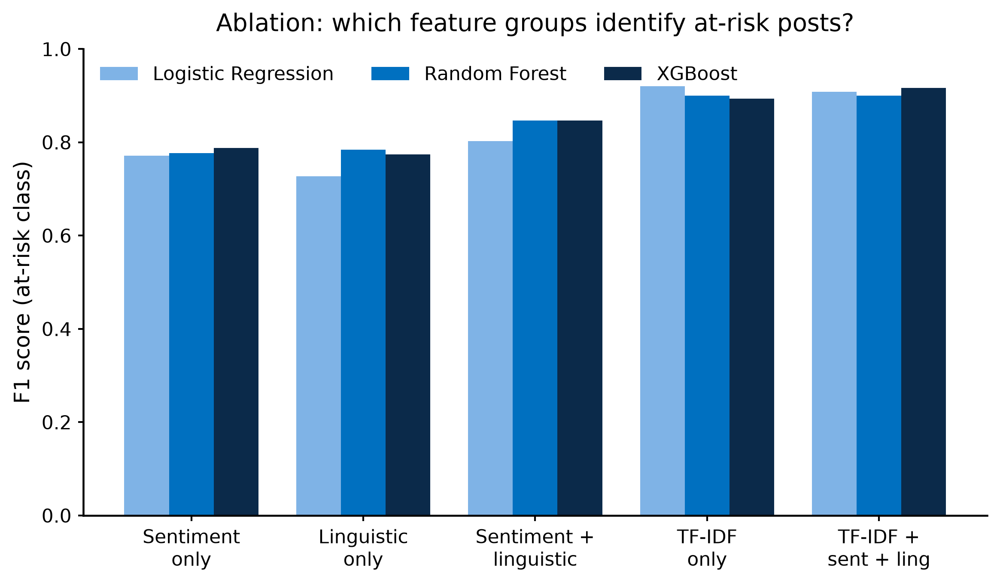 Ablation: which feature groups identify at-risk posts?
1.0
Logistic Regression
Random Forest
XGBoost
0.8
0.6
0.4
0.2
0.0
F1 score (at-risk class)
Sentiment
only
Linguistic
only
Sentiment +
linguistic
TF-IDF
only
TF-IDF +
sent + ling